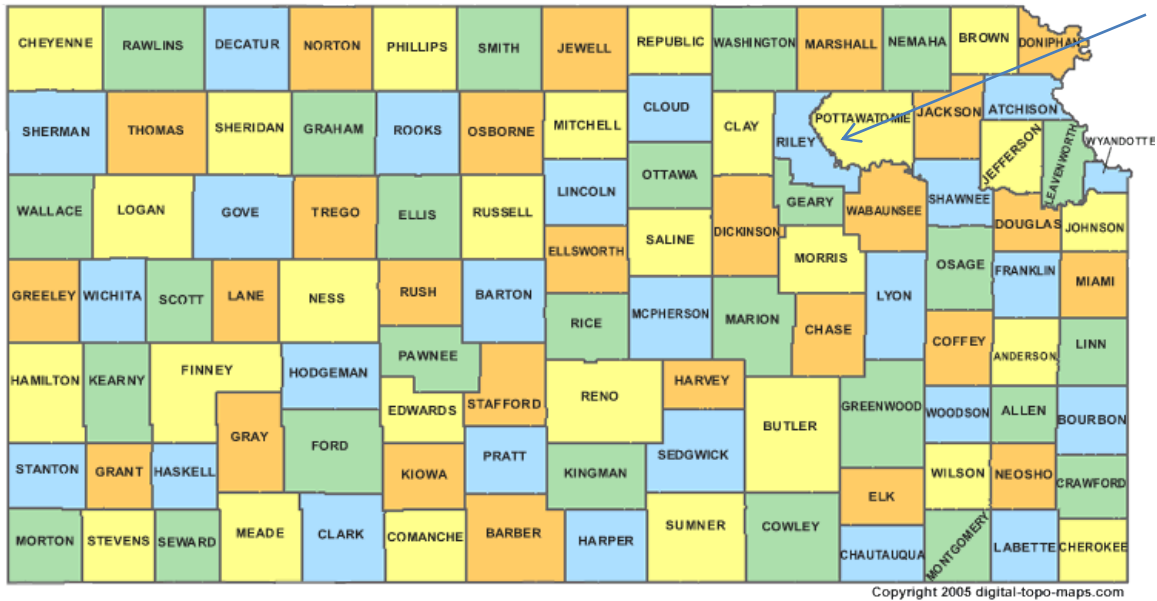 CHEYENNE RAWLINS DECATUR NORTON PHILLIPS SMITH JEWELL REPUBLIC WASHINGTON MARSHALL NEMAHA BROWN DONIPHAN
SHERMAN THOMAS SHERIDAN GRAHAM ROOKS OSBORNE MITCHELL CLOUD CLAY RILEY POTTAWATOMIE JACKSON ATCHISON
JEFFERSON LEAVENWORTH WYANDOTTE
WALLACE LOGAN GOVE TREGO ELLIS RUSSELL LINCOLN OTTAWA GEARY WABAUNSEE SHAWNEE
ELLSWORTH SALINE DICKINSON MORRIS DOUGLAS JOHNSON
GREELEY WICHITA SCOTT LANE NESS RUSH BARTON RICE MCPHERSON MARION CHASE LYON OSAGE FRANKLIN MIAMI
HAMILTON KEARNY FINNEY HODGEMAN PAWNEE STAFFORD RENO HARVEY COFFEY ANDERSON LINN
GRAY FORD EDWARDS BUTLER GREENWOOD WOODSON ALLEN BOURBON
STANTON GRANT HASKELL KIOWA PRATT KINGMAN SEDGWICK ELK WILSON NEOSHO CRAWFORD
MORTON STEVENS SEWARD MEADE CLARK COMANCHE BARBER HARPER SUMNER COWLEY CHAUTAUQUA MONTGOMERY LABETTE CHEROKEE
Copyright 2005 digital-topo-maps.com